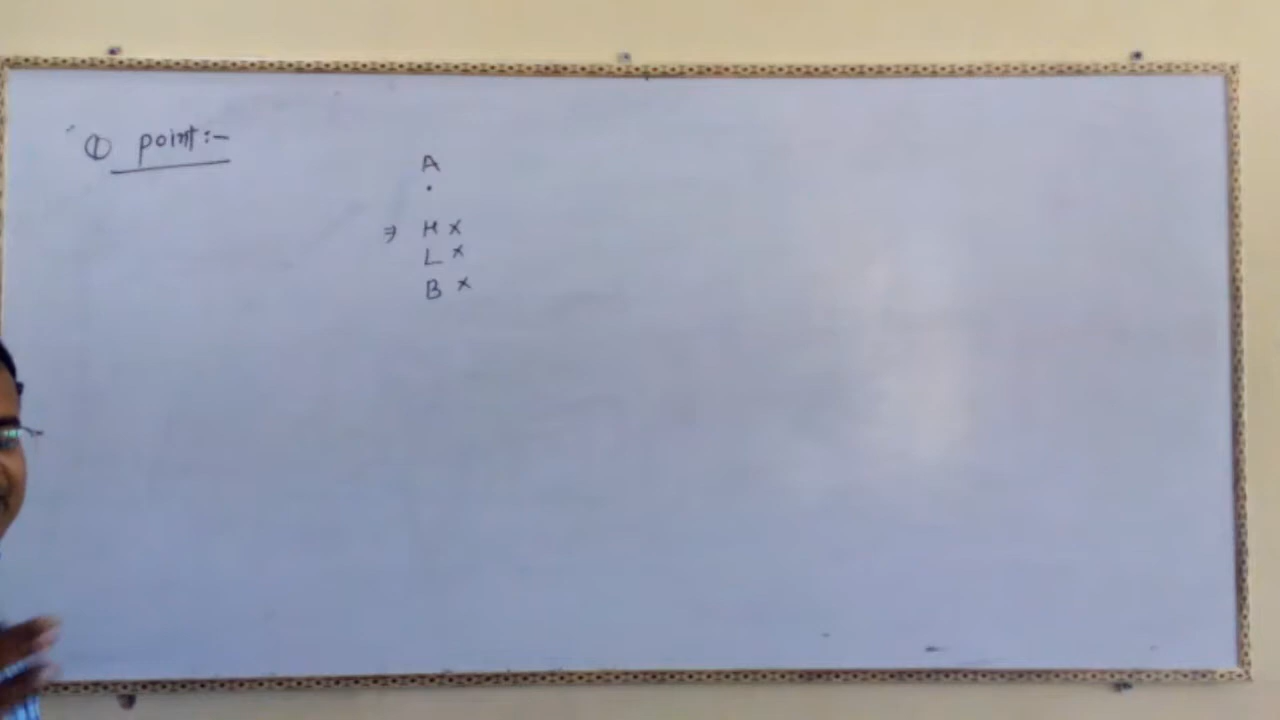 ① point:-
A
.
⇒ H ×
L ×
B ×